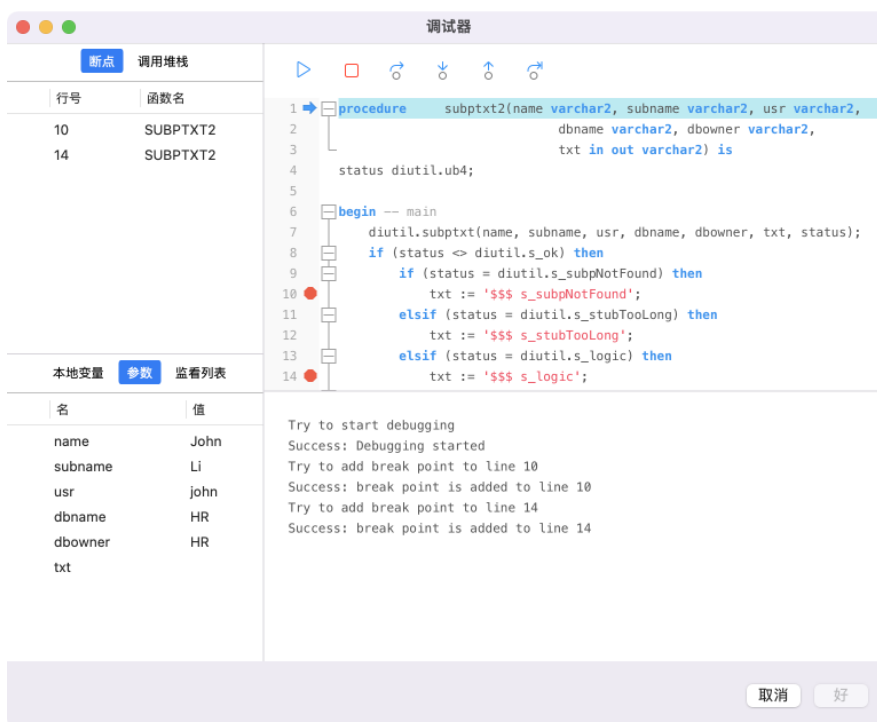 调试器
断点 调用堆栈
行号 函数名
10 SUBPTXT2
14 SUBPTXT2
本地变量 参数 监看列表
名 值
name John
subname Li
usr john
dbname HR
dbowner HR
txt
1 procedure subptxt2(name varchar2, subname varchar2, usr varchar2,
2 dbname varchar2, dbowner varchar2,
3 txt in out varchar2) is
4 status diutil.ub4;
5
6 begin -- main
7 diutil.subptxt(name, subname, usr, dbname, dbowner, txt, status);
8 if (status <> diutil.s_ok) then
9 if (status = diutil.s_subpNotFound) then
10 txt := '$$$ s_subpNotFound';
11 elsif (status = diutil.s_stubTooLong) then
12 txt := '$$$ s_stubTooLong';
13 elsif (status = diutil.s_logic) then
14 txt := '$$$ s_logic';
Try to start debugging
Success: Debugging started
Try to add break point to line 10
Success: break point is added to line 10
Try to add break point to line 14
Success: break point is added to line 14
取消 好